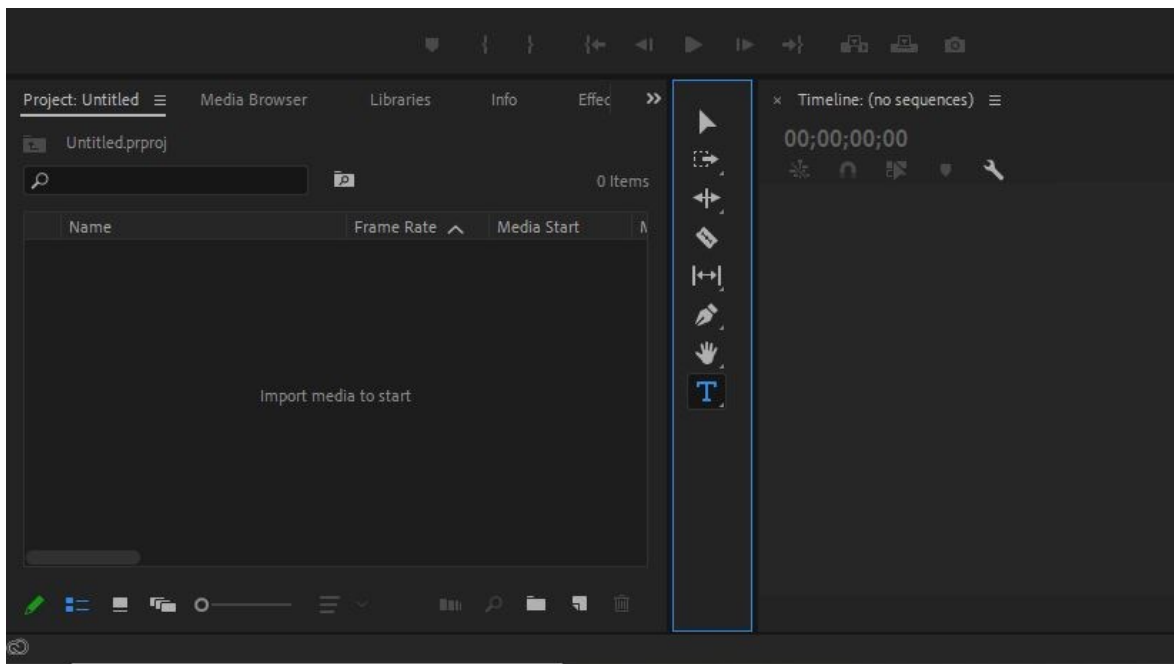 Project: Untitled Media Browser Libraries Info Effec
Untitled.prproj
0 Items
Name Frame Rate Media Start M
Import media to start
× Timeline: (no sequences)
00;00;00;00
T